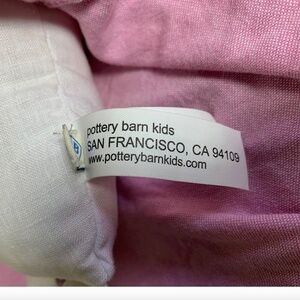 pottery barn kids
SAN FRANCISCO, CA 94109
www.potterybarnkids.com